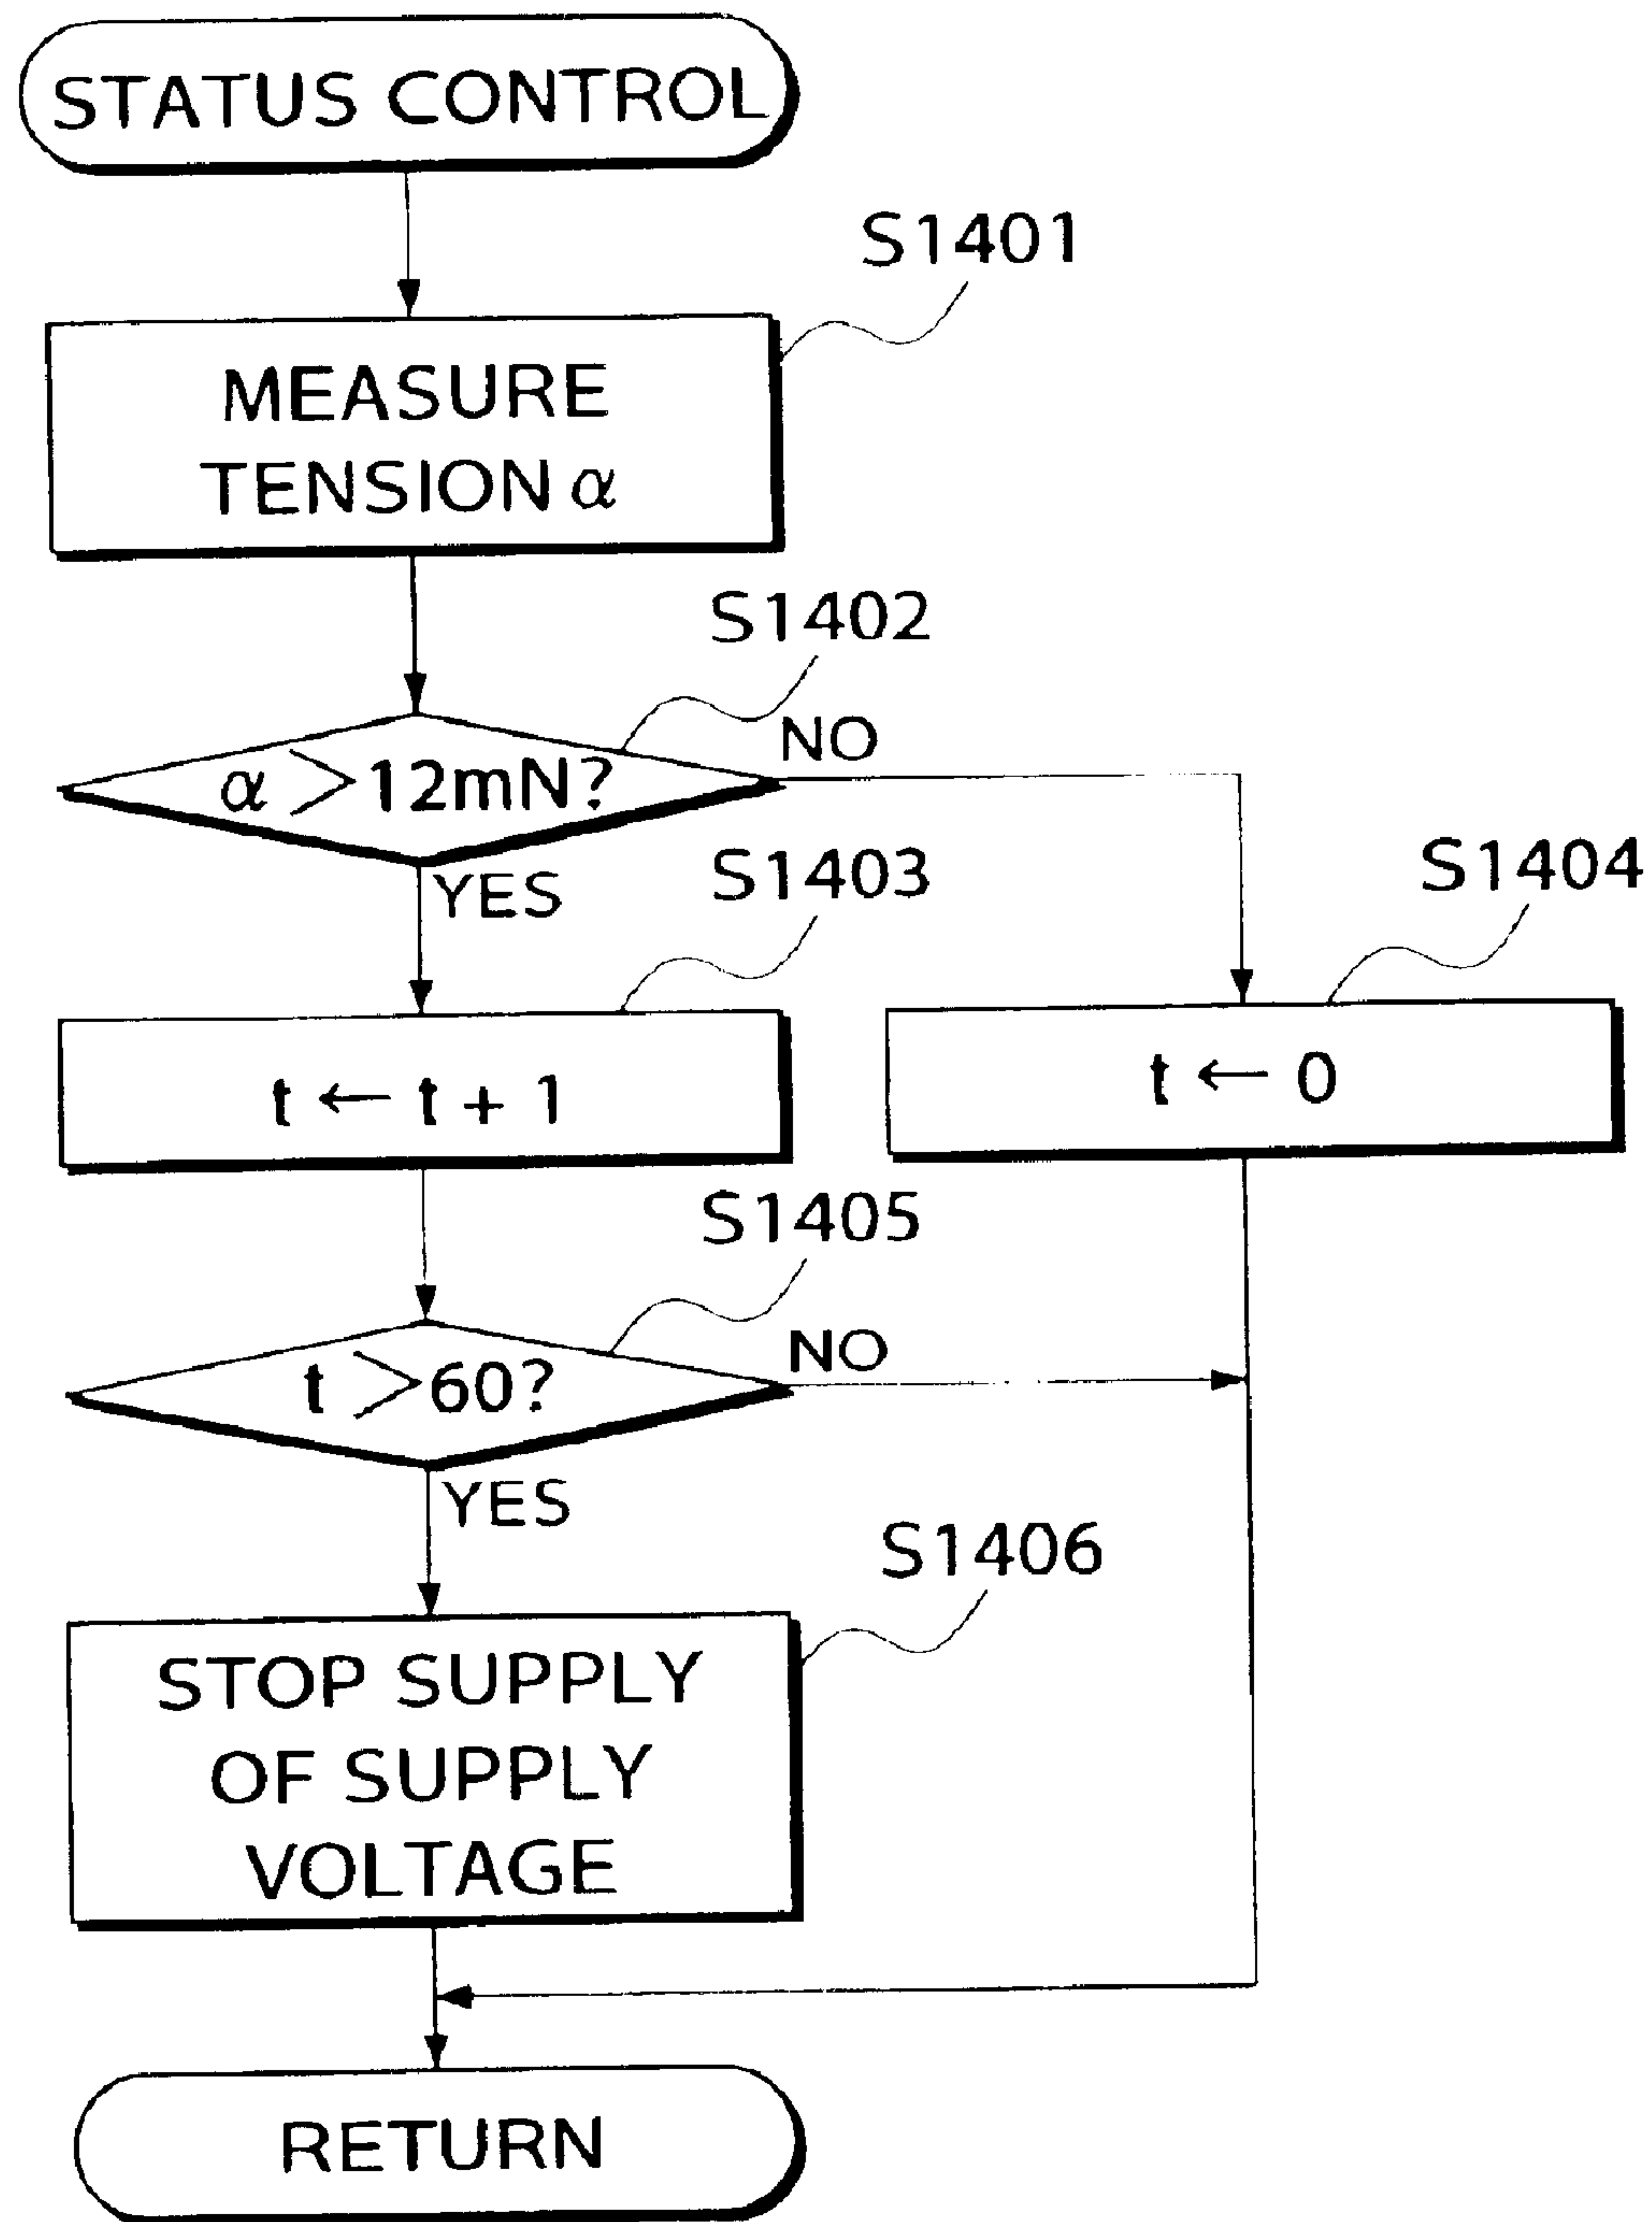 STATUS CONTROL
S1401
MEASURE
TENSION α
S1402
α > 12mN?
NO
YES
S1403
S1404
t ← t + 1
t ← 0
S1405
t > 60?
NO
YES
S1406
STOP SUPPLY
OF SUPPLY
VOLTAGE
RETURN